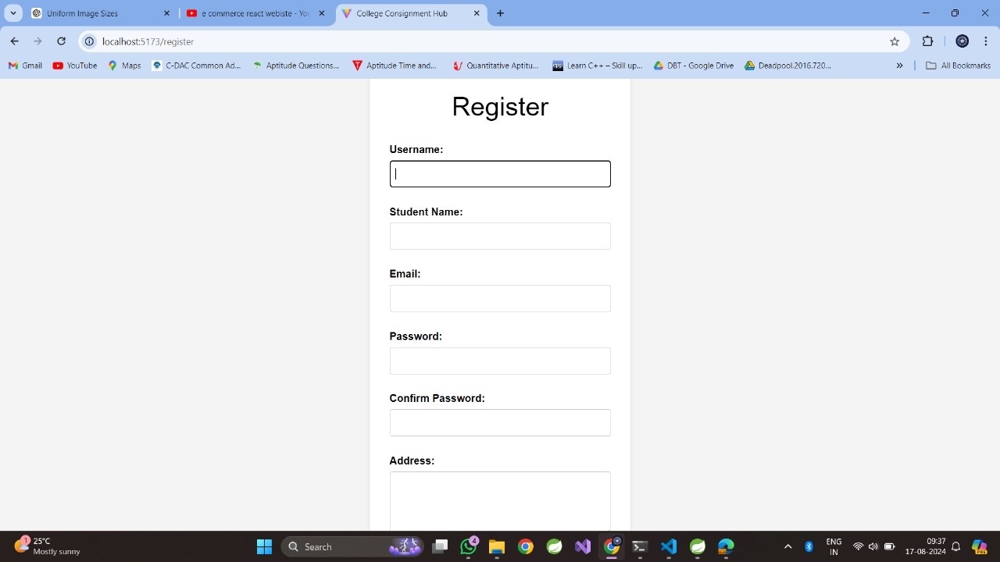 Uniform Image Sizes
e commerce react webiste - You
College Consignment Hub
localhost:5173/register
Gmail
YouTube
Maps
C-DAC Common Ad...
Aptitude Questions...
Aptitude Time and...
Quantitative Aptitu...
Learn C++ – Skill up...
DBT - Google Drive
Deadpool.2016.720...
»
All Bookmarks
Register
Username:
Student Name:
Email:
Password:
Confirm Password:
Address:
1
25°C
Mostly sunny
Search
4
ENG
IN
09:37
17-08-2024